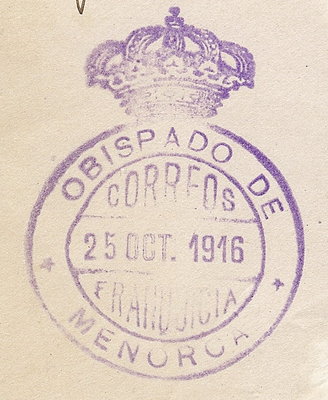 OBISPADO DE
CORREOS
25 OCT. 1916
FRANQUICIA
MENORCA